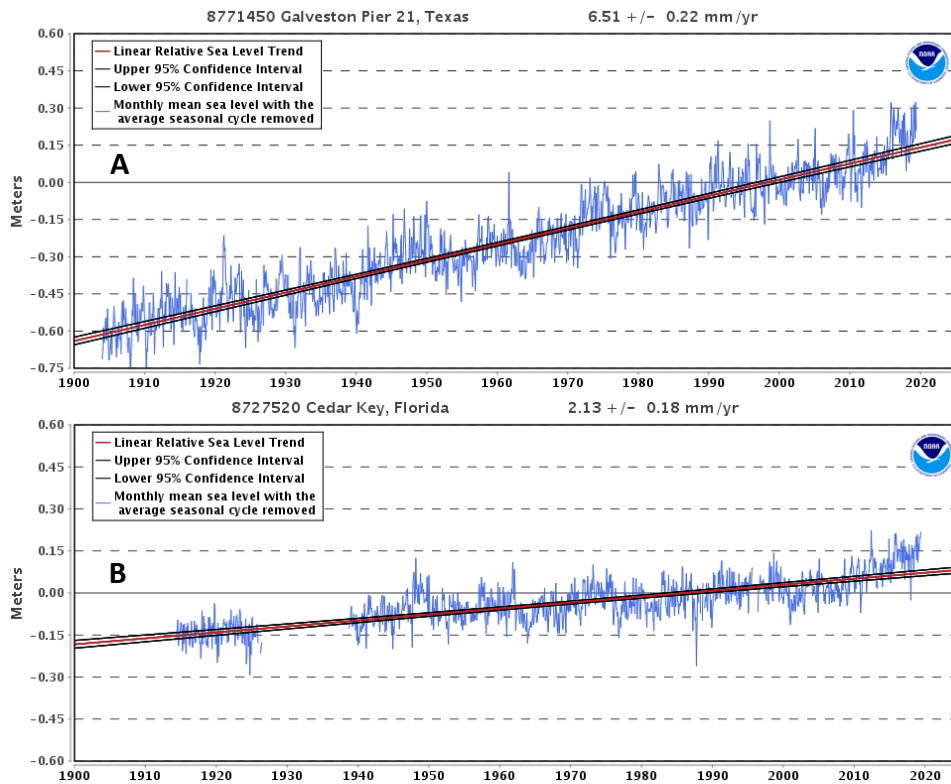 8771450 Galveston Pier 21, Texas 6.51 +/- 0.22 mm/yr
0.60
0.45
0.30
0.15
0.00
−0.15
−0.30
−0.45
−0.60
−0.75
Meters
Linear Relative Sea Level Trend
Upper 95% Confidence Interval
Lower 95% Confidence Interval
Monthly mean sea level with the
average seasonal cycle removed
NOAA
A
1900 1910 1920 1930 1940 1950 1960 1970 1980 1990 2000 2010 2020
8727520 Cedar Key, Florida 2.13 +/- 0.18 mm/yr
0.60
0.45
0.30
0.15
0.00
−0.15
−0.30
−0.45
−0.60
Meters
Linear Relative Sea Level Trend
Upper 95% Confidence Interval
Lower 95% Confidence Interval
Monthly mean sea level with the
average seasonal cycle removed
NOAA
B
1900 1910 1920 1930 1940 1950 1960 1970 1980 1990 2000 2010 2020